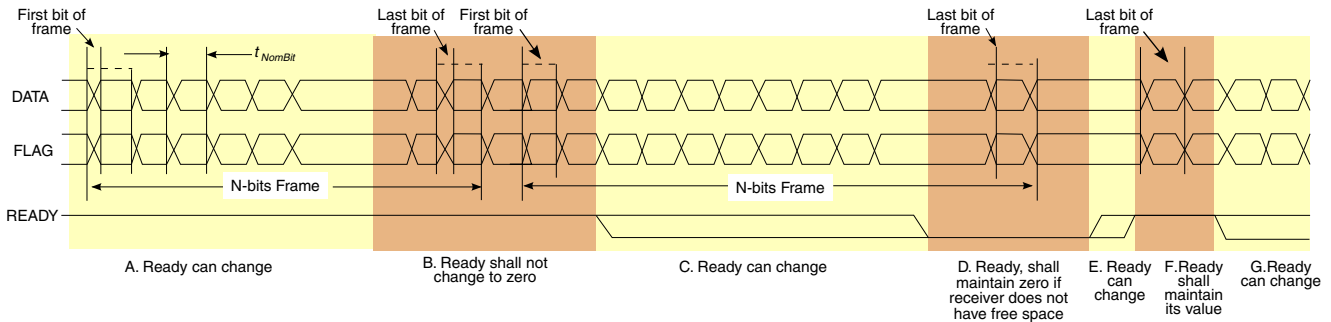 First bit of
frame
t NomBit
Last bit of
frame
First bit of
frame
Last bit of
frame
Last bit of
frame
DATA
FLAG
N-bits Frame
N-bits Frame
READY
A. Ready can change
B. Ready shall not
change to zero
C. Ready can change
D. Ready, shall
maintain zero if
receiver does not
have free space
E. Ready
can
change
F.Ready
shall
maintain
its value
G.Ready
can change